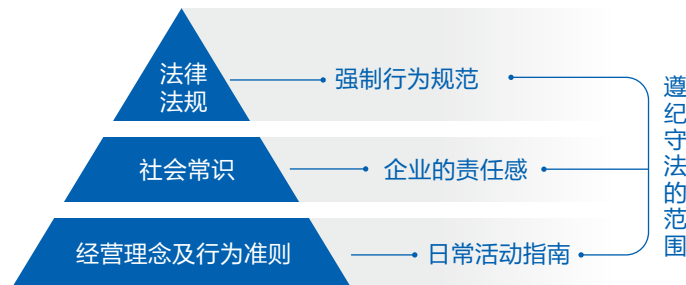 法律
法规
强制行为规范
社会常识
企业的责任感
经营理念及行为准则
日常活动指南
遵纪守法的范围